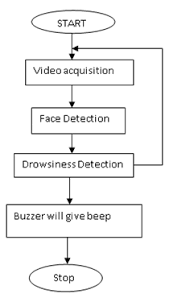 START
Video acquisition
Face Detection
Drowsiness Detection
Buzzer will give beep
Stop